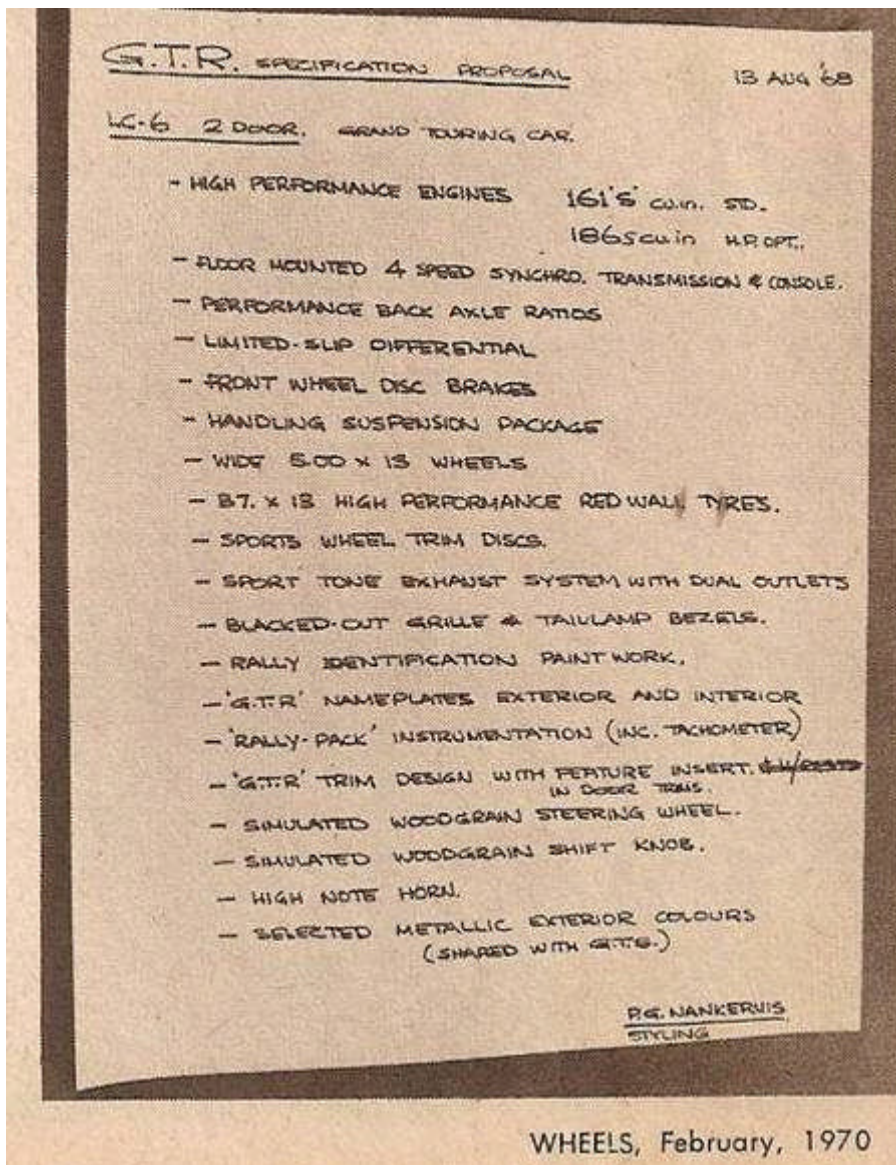 G.T.R. SPECIFICATION PROPOSAL 13 AUG '68
LC-6 2 DOOR. GRAND TOURING CAR.
- HIGH PERFORMANCE ENGINES 161'S' cu.in. STD.
186S cu.in H.P. OPT..
- FLOOR MOUNTED 4 SPEED SYNCHRO. TRANSMISSION & CONSOLE.
- PERFORMANCE BACK AXLE RATIOS
- LIMITED-SLIP DIFFERENTIAL
- FRONT WHEEL DISC BRAKES
- HANDLING SUSPENSION PACKAGE
- WIDE 5.00 x 13 WHEELS
- B7. x 13 HIGH PERFORMANCE RED WALL TYRES.
- SPORTS WHEEL TRIM DISCS.
- SPORT TONE EXHAUST SYSTEM WITH DUAL OUTLETS
- BLACKED-OUT GRILLE & TAILLAMP BEZELS.
- RALLY IDENTIFICATION PAINT WORK.
- 'G.T.R' NAMEPLATES EXTERIOR AND INTERIOR
- 'RALLY-PACK' INSTRUMENTATION (INC. TACHOMETER)
- 'G.T.R' TRIM DESIGN WITH FEATURE INSERT.
IN DOOR TRIMS.
- SIMULATED WOODGRAIN STEERING WHEEL.
- SIMULATED WOODGRAIN SHIFT KNOB.
- HIGH NOTE HORN.
- SELECTED METALLIC EXTERIOR COLOURS
(SHARED WITH G.T.S.)
P.G. NANKERVIS
STYLING
WHEELS, February, 1970